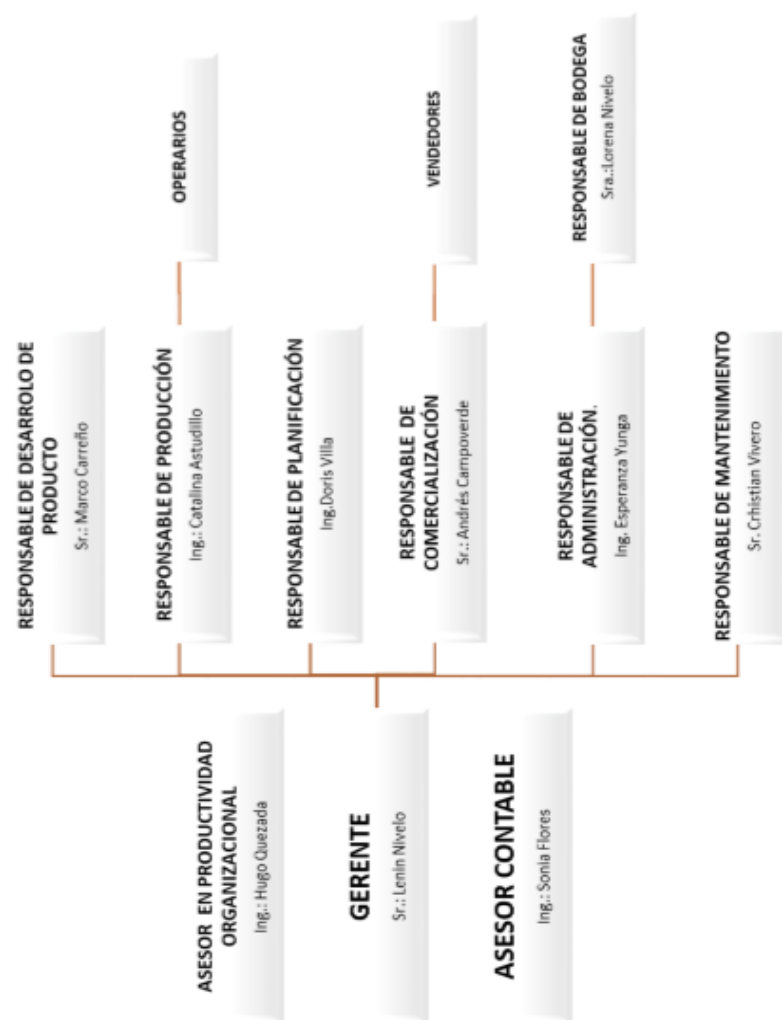 ASESOR EN PRODUCTIVIDAD
ORGANIZACIONAL
Ing.: Hugo Quezada
GERENTE
Sr.: Lenin Nivelo
ASESOR CONTABLE
Ing.: Sonia Flores
RESPONSABLE DE DESARROLO DE
PRODUCTO
Sr.: Marco Carreño
RESPONSABLE DE PRODUCCIÓN
Ing.: Catalina Astudillo
RESPONSABLE DE PLANIFICACIÓN
Ing.Doris Villa
RESPONSABLE DE
COMERCIALIZACIÓN
Sr.: Andrés Campoverde
RESPONSABLE DE
ADMINISTRACIÓN.
Ing. Esperanza Yunga
RESPONSABLE DE MANTENIMIENTO
Sr. Crhistian Vivero
OPERARIOS
VENDEDORES
RESPONSABLE DE BODEGA
Sra.:Lorena Nivelo